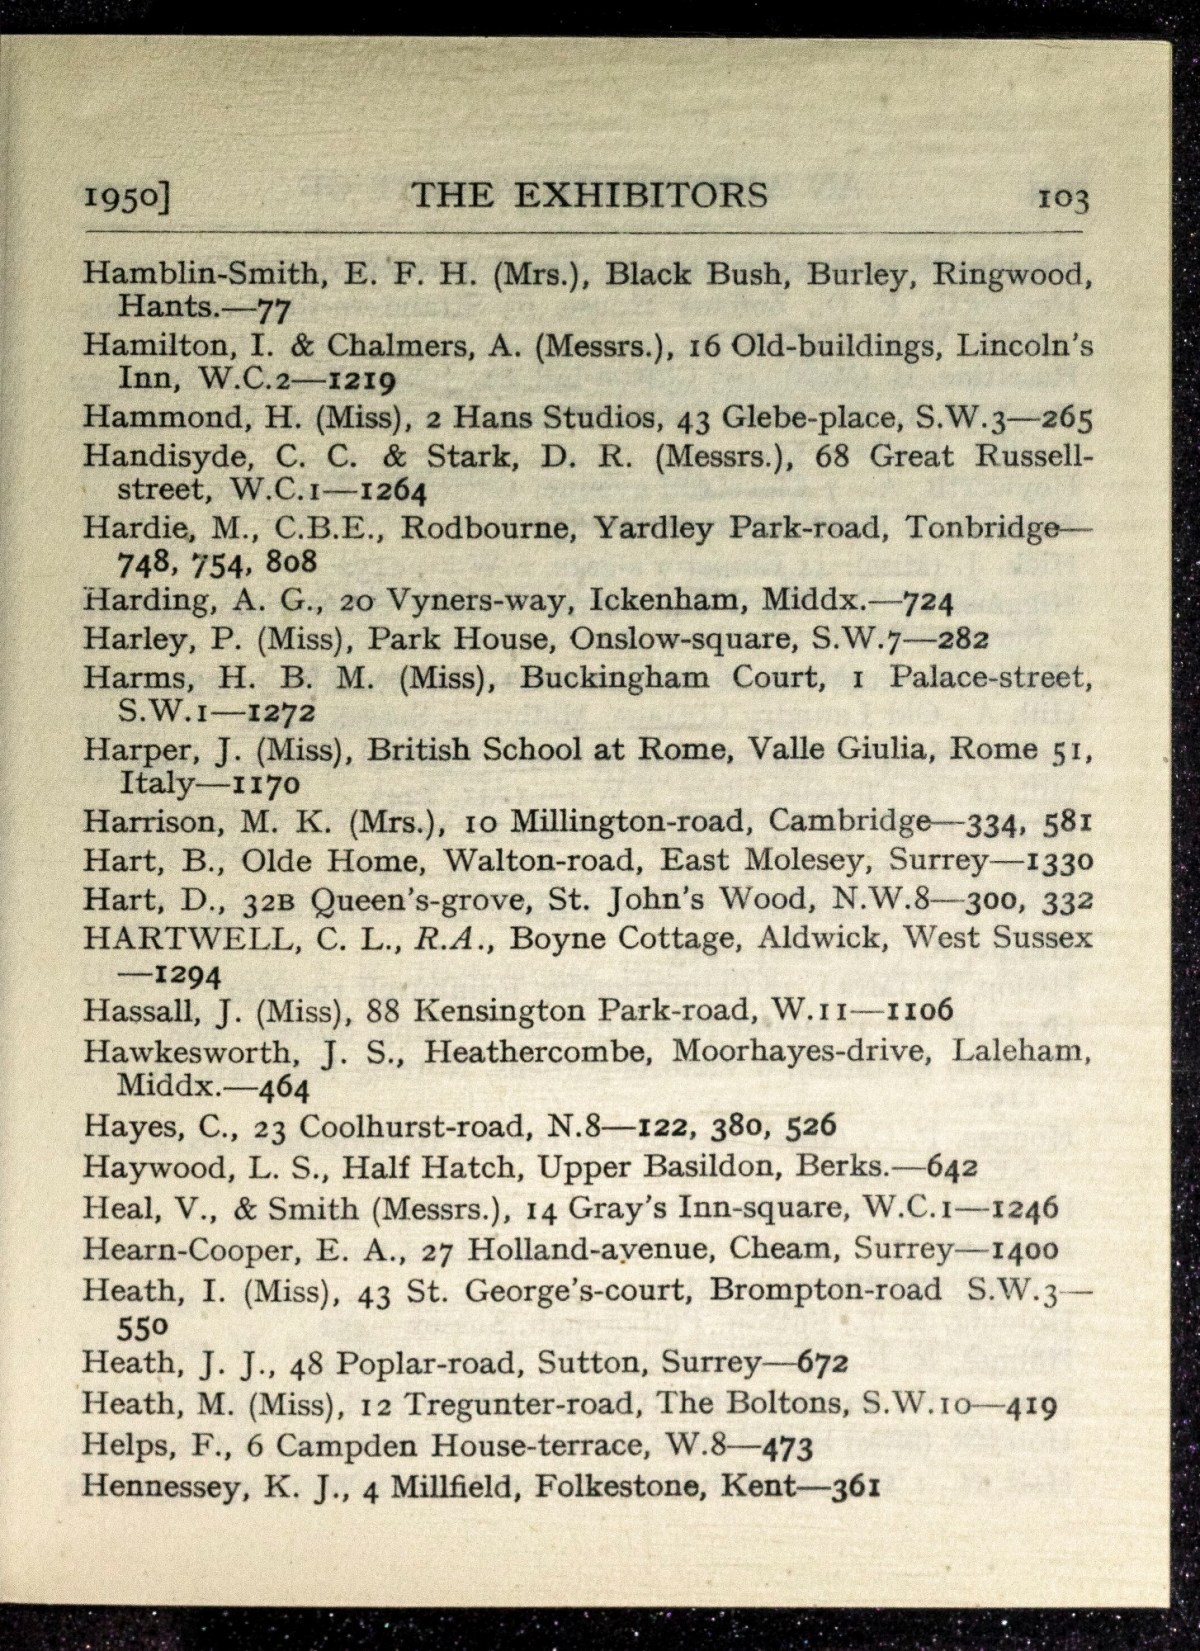 1950] THE EXHIBITORS 103
Hamblin-Smith, E. F. H. (Mrs.), Black Bush, Burley, Ringwood,
Hants.—77
Hamilton, I. & Chalmers, A. (Messrs.), 16 Old-buildings, Lincoln's
Inn, W.C.2—1219
Hammond, H. (Miss), 2 Hans Studios, 43 Glebe-place, S.W.3—265
Handisyde, C. C. & Stark, D. R. (Messrs.), 68 Great Russell-
street, W.C.1—1264
Hardie, M., C.B.E., Rodbourne, Yardley Park-road, Tonbridge—
748, 754, 808
Harding, A. G., 20 Vyners-way, Ickenham, Middx.—724
Harley, P. (Miss), Park House, Onslow-square, S.W.7—282
Harms, H. B. M. (Miss), Buckingham Court, 1 Palace-street,
S.W.1—1272
Harper, J. (Miss), British School at Rome, Valle Giulia, Rome 51,
Italy—1170
Harrison, M. K. (Mrs.), 10 Millington-road, Cambridge—334, 581
Hart, B., Olde Home, Walton-road, East Molesey, Surrey—1330
Hart, D., 32B Queen's-grove, St. John's Wood, N.W.8—300, 332
HARTWELL, C. L., R.A., Boyne Cottage, Aldwick, West Sussex
—1294
Hassall, J. (Miss), 88 Kensington Park-road, W.11—1106
Hawkesworth, J. S., Heathercombe, Moorhayes-drive, Laleham,
Middx.—464
Hayes, C., 23 Coolhurst-road, N.8—122, 380, 526
Haywood, L. S., Half Hatch, Upper Basildon, Berks.—642
Heal, V., & Smith (Messrs.), 14 Gray's Inn-square, W.C.1—1246
Hearn-Cooper, E. A., 27 Holland-avenue, Cheam, Surrey—1400
Heath, I. (Miss), 43 St. George's-court, Brompton-road S.W.3—
550
Heath, J. J., 48 Poplar-road, Sutton, Surrey—672
Heath, M. (Miss), 12 Tregunter-road, The Boltons, S.W.10—419
Helps, F., 6 Campden House-terrace, W.8—473
Hennessey, K. J., 4 Millfield, Folkestone, Kent—361